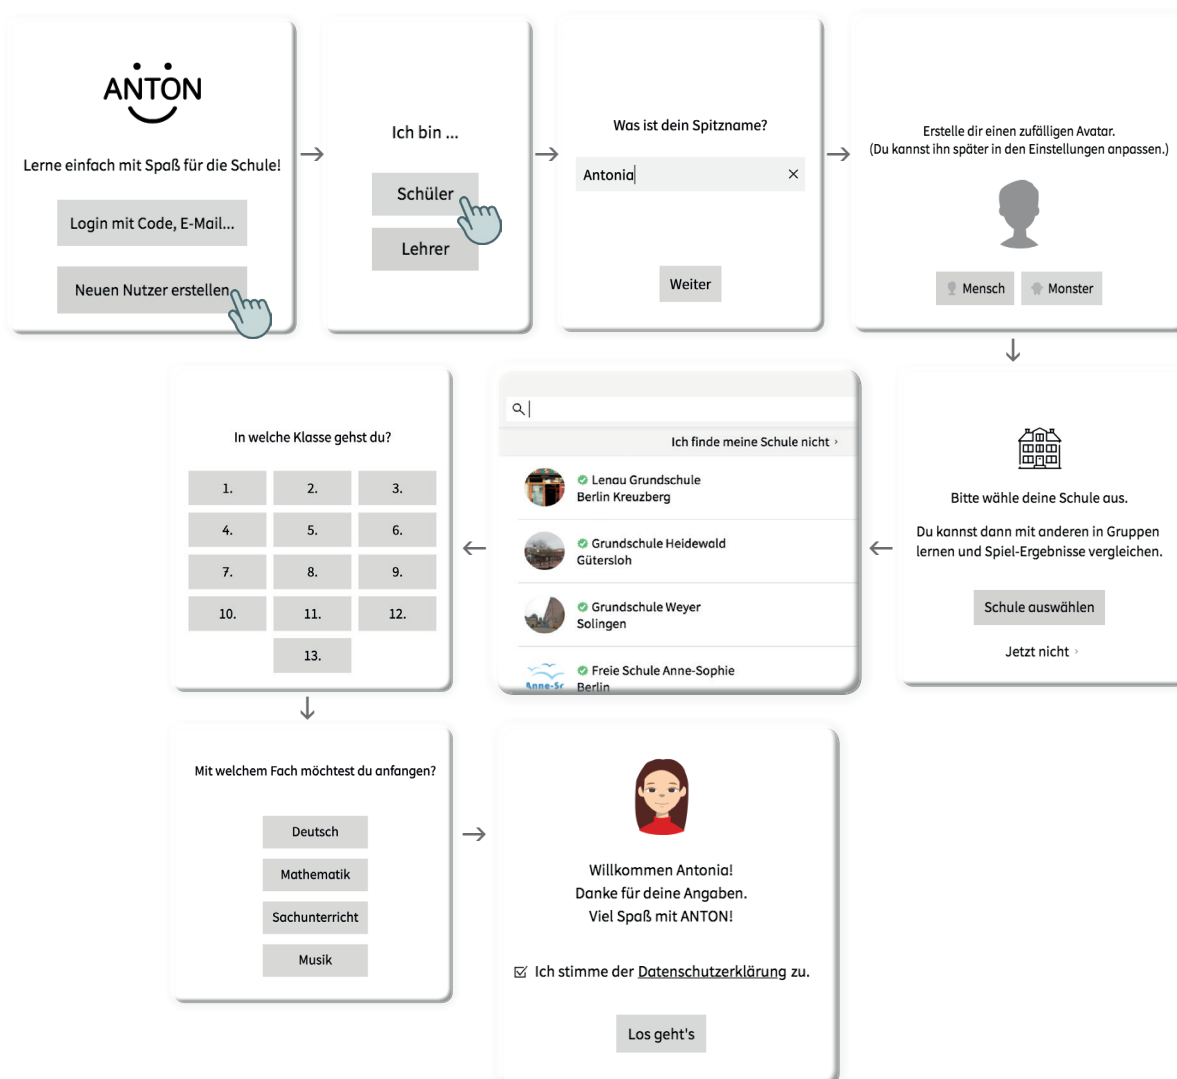 ANTON
Lerne einfach mit Spaß für die Schule!
Login mit Code, E-Mail...
Neuen Nutzer erstellen
Ich bin ...
Schüler
Lehrer
Was ist dein Spitzname?
Antonia
Weiter
Erstelle dir einen zufälligen Avatar.
(Du kannst ihn später in den Einstellungen anpassen.)
Mensch
Monster
Bitte wähle deine Schule aus.
Du kannst dann mit anderen in Gruppen
lernen und Spiel-Ergebnisse vergleichen.
Schule auswählen
Jetzt nicht ›
Ich finde meine Schule nicht ›
Lenau Grundschule
Berlin Kreuzberg
Grundschule Heidewald
Gütersloh
Grundschule Weyer
Solingen
Freie Schule Anne-Sophie
Berlin
In welche Klasse gehst du?
1. 2. 3.
4. 5. 6.
7. 8. 9.
10. 11. 12.
13.
Mit welchem Fach möchtest du anfangen?
Deutsch
Mathematik
Sachunterricht
Musik
Willkommen Antonia!
Danke für deine Angaben.
Viel Spaß mit ANTON!
Ich stimme der Datenschutzerklärung zu.
Los geht's